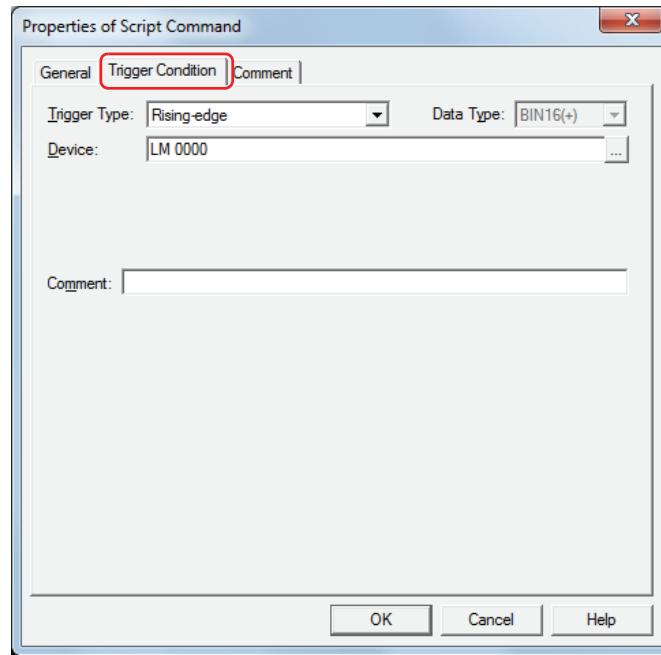 Properties of Script Command
General Trigger Condition Comment
Trigger Type: Rising-edge Data Type: BIN16(+)
Device: LM 0000 ...
Comment:
OK Cancel Help